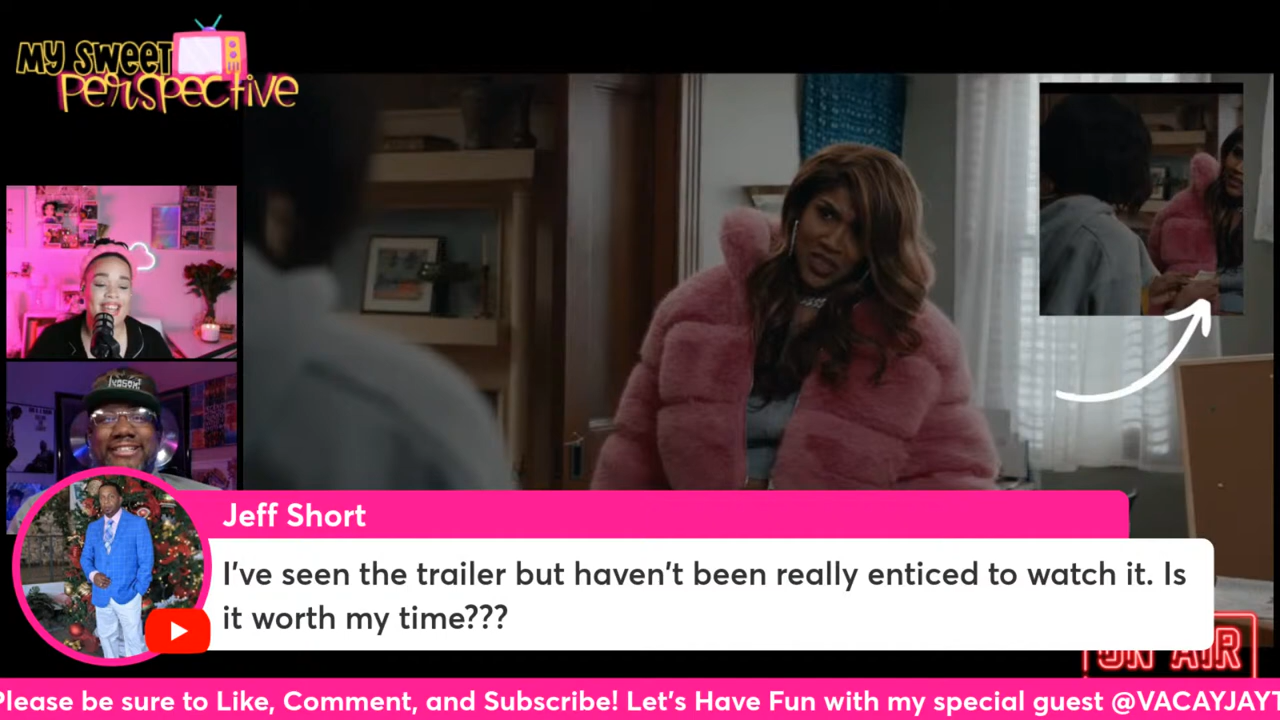 MY SWEET
PERSPECTIVE
Jeff Short
I've seen the trailer but haven't been really enticed to watch it. Is
it worth my time???
ON AIR
Please be sure to Like, Comment, and Subscribe! Let's Have Fun with my special guest @VACAYJAYT